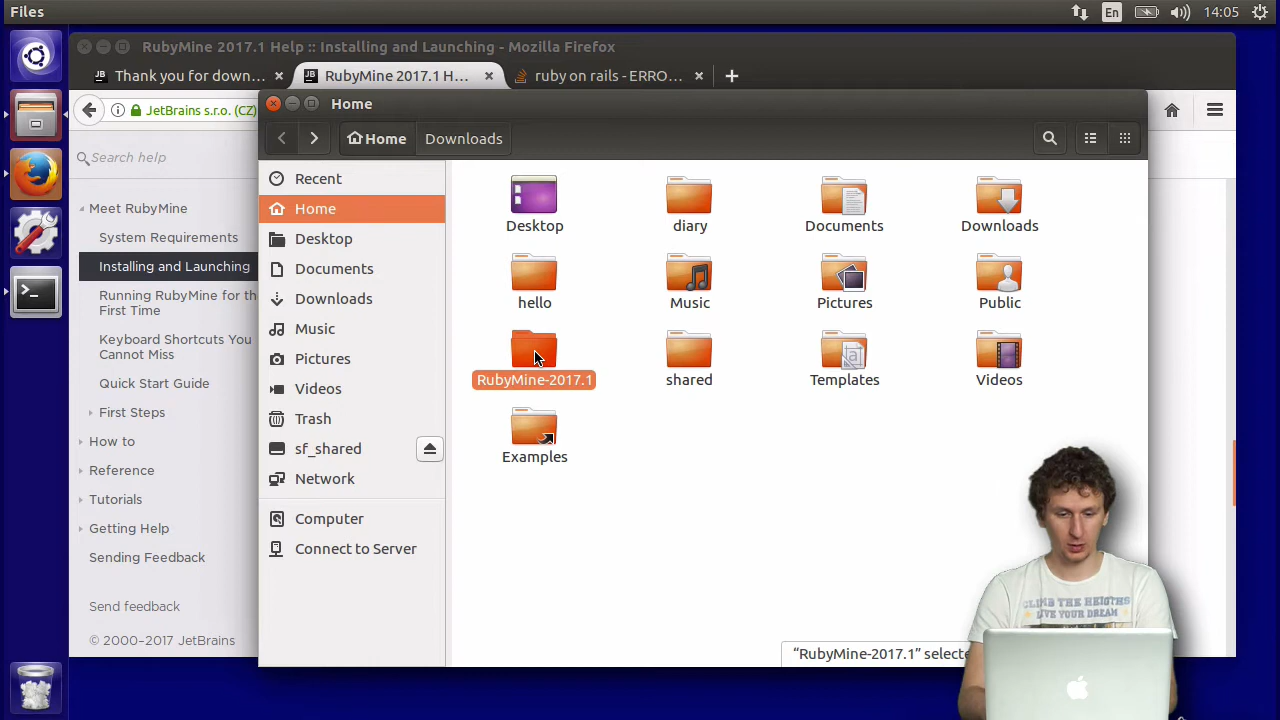 Files
En
14:05
RubyMine 2017.1 Help :: Installing and Launching - Mozilla Firefox
JB Thank you for down...
JB RubyMine 2017.1 H...
ruby on rails - ERRO...
JetBrains s.r.o. (CZ)
Search help
Meet RubyMine
System Requirements
Installing and Launching
Running RubyMine for th
First Time
Keyboard Shortcuts You
Cannot Miss
Quick Start Guide
First Steps
How to
Reference
Tutorials
Getting Help
Sending Feedback
Send feedback
© 2000–2017 JetBrains
Home
Home
Downloads
Recent
Home
Desktop
Documents
Downloads
Music
Pictures
Videos
Trash
sf_shared
Network
Computer
Connect to Server
Desktop
diary
Documents
Downloads
hello
Music
Pictures
Public
RubyMine-2017.1
shared
Templates
Videos
Examples
“RubyMine-2017.1” selecte
CLIMB THE HEIGTHS
LIVE YOUR DREAM